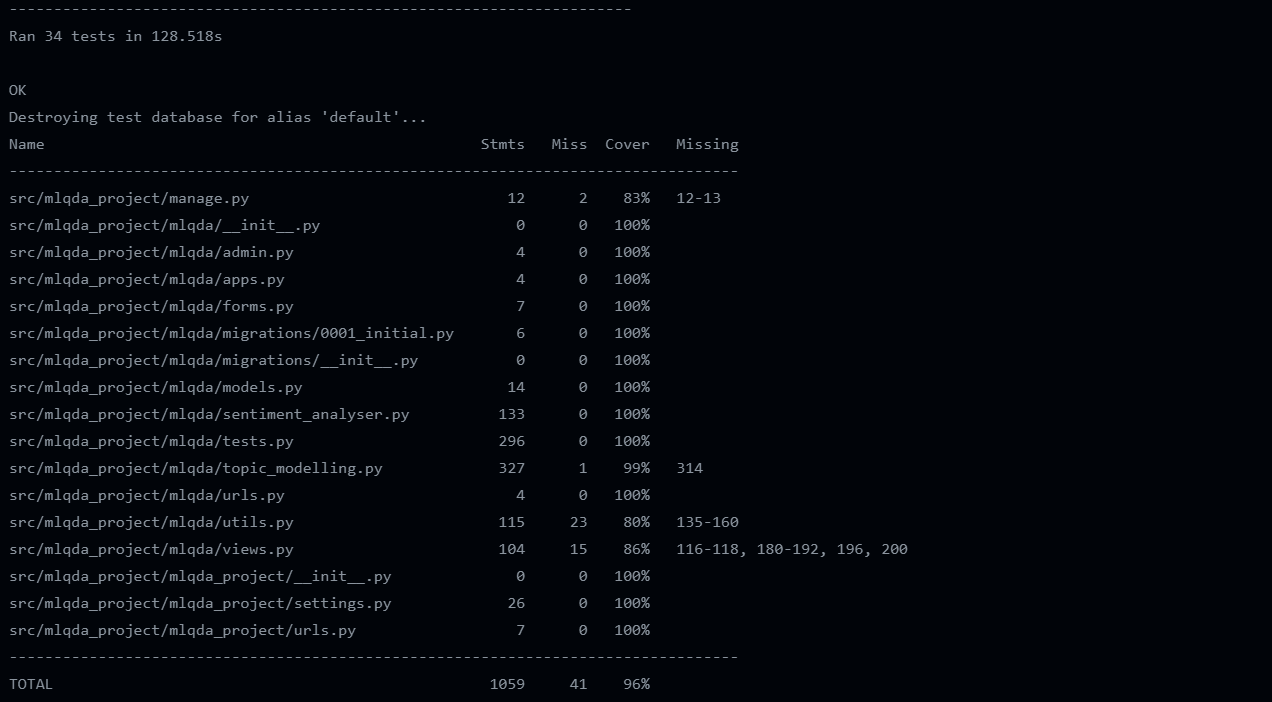 ----------------------------------------------------------------------
Ran 34 tests in 128.518s
OK
Destroying test database for alias 'default'...
Name                                                 Stmts   Miss  Cover   Missing
----------------------------------------------------------------------------------
src/mlqda_project/manage.py                             12      2    83%   12-13
src/mlqda_project/mlqda/__init__.py                      0      0   100%
src/mlqda_project/mlqda/admin.py                         4      0   100%
src/mlqda_project/mlqda/apps.py                          4      0   100%
src/mlqda_project/mlqda/forms.py                         7      0   100%
src/mlqda_project/mlqda/migrations/0001_initial.py       6      0   100%
src/mlqda_project/mlqda/migrations/__init__.py           0      0   100%
src/mlqda_project/mlqda/models.py                       14      0   100%
src/mlqda_project/mlqda/sentiment_analyser.py          133      0   100%
src/mlqda_project/mlqda/tests.py                       296      0   100%
src/mlqda_project/mlqda/topic_modelling.py             327      1    99%   314
src/mlqda_project/mlqda/urls.py                          4      0   100%
src/mlqda_project/mlqda/utils.py                       115     23    80%   135-160
src/mlqda_project/mlqda/views.py                       104     15    86%   116-118, 180-192, 196, 200
src/mlqda_project/mlqda_project/__init__.py              0      0   100%
src/mlqda_project/mlqda_project/settings.py             26      0   100%
src/mlqda_project/mlqda_project/urls.py                  7      0   100%
----------------------------------------------------------------------------------
TOTAL                                                 1059     41    96%